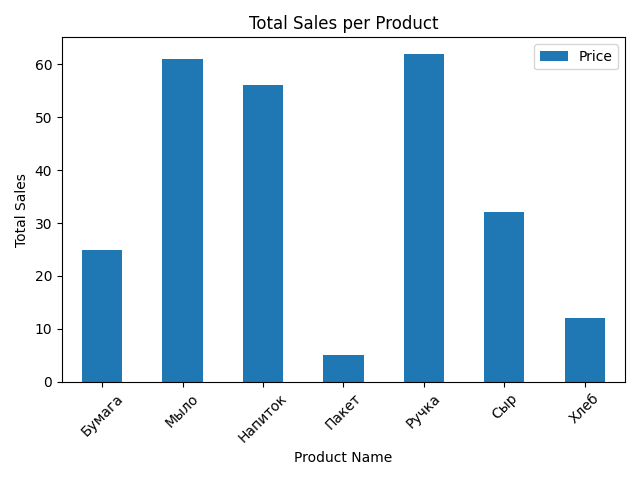 Total Sales per Product
Price
Total Sales
60
50
40
30
20
10
0
Бумага
Мыло
Напиток
Пакет
Ручка
Сыр
Хлеб
Product Name